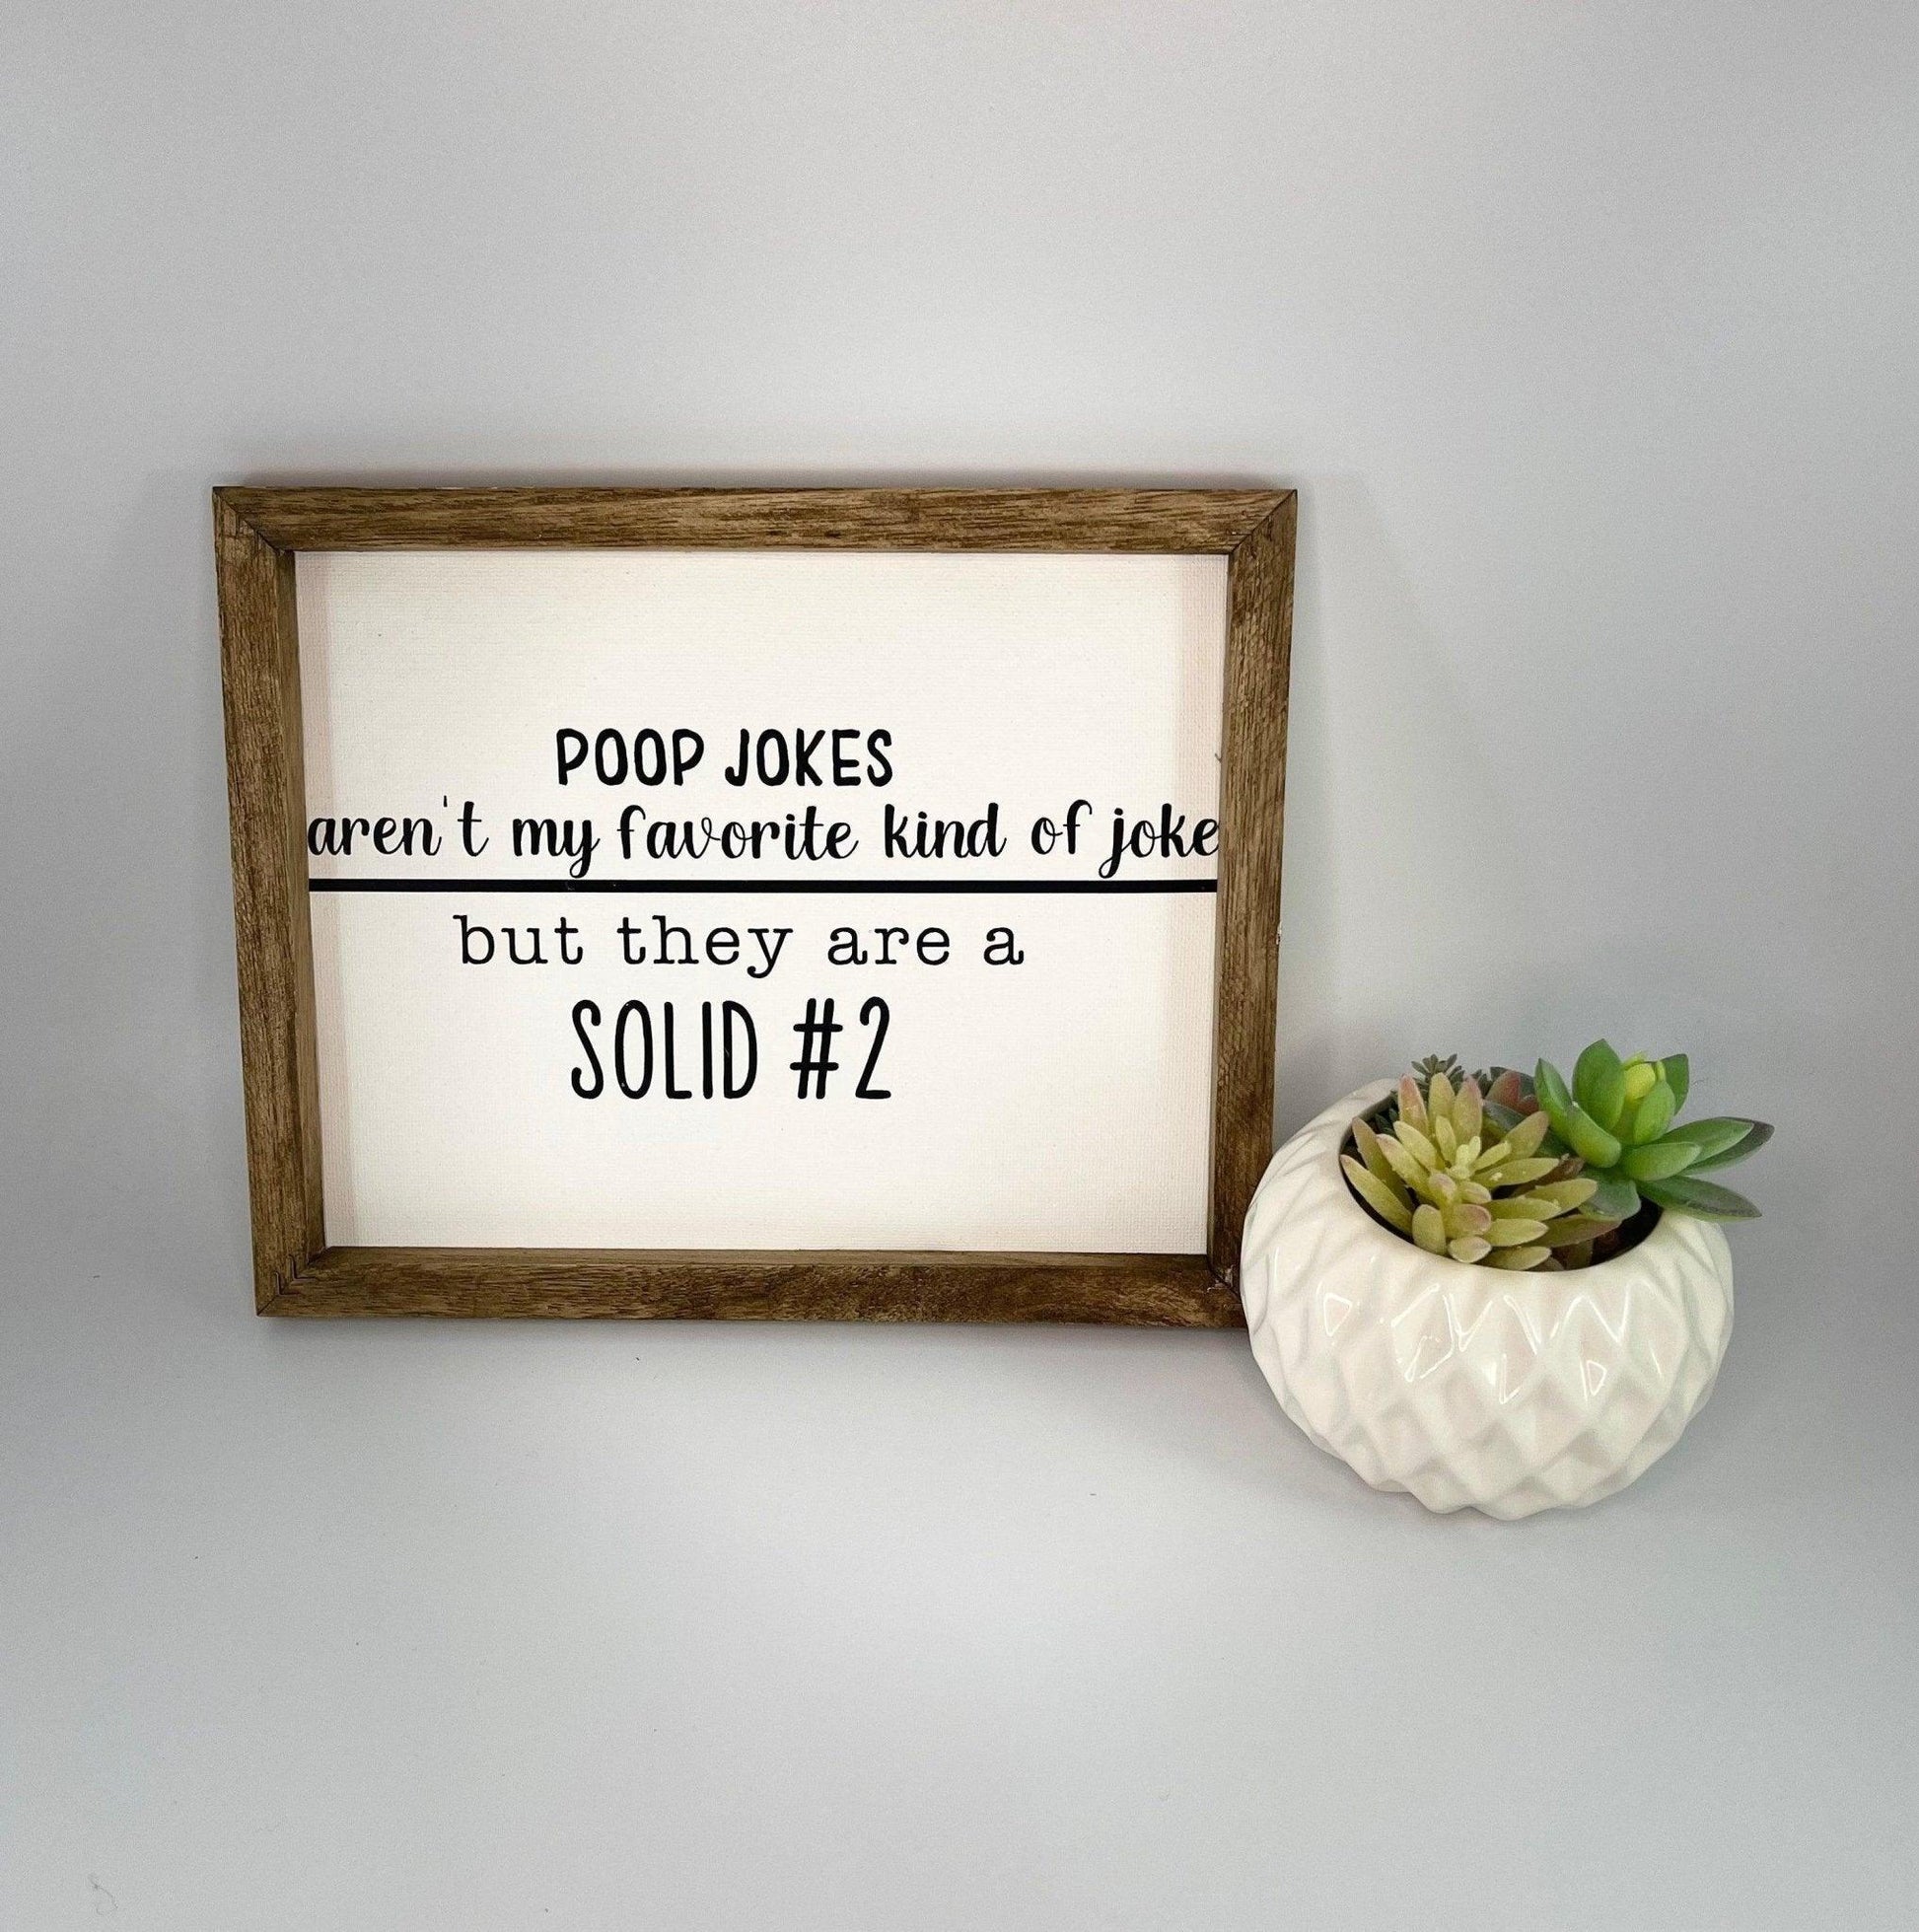 POOP JOKES
aren't my favorite kind of joke
but they are a
SOLID #2